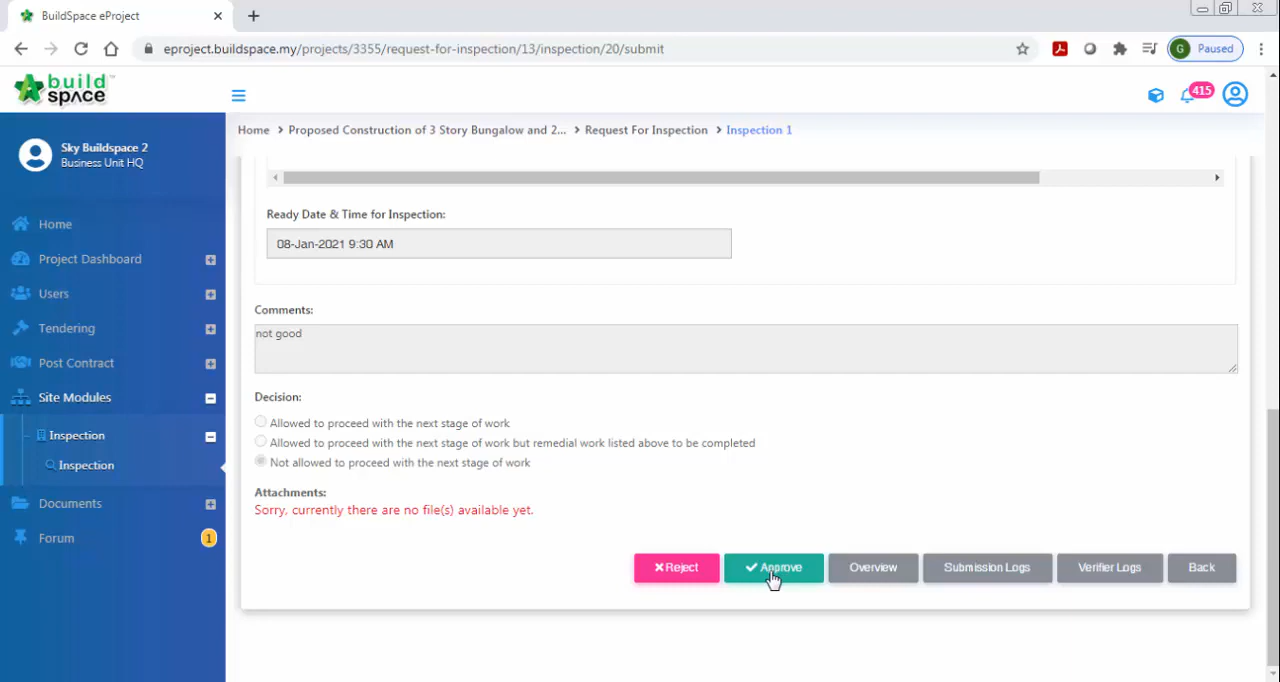 BuildSpace eProject
eproject.buildspace.my/projects/3355/request-for-inspection/13/inspection/20/submit
G Paused
build space
415
Sky Buildspace 2
Business Unit HQ
Home > Proposed Construction of 3 Story Bungalow and 2... > Request For Inspection > Inspection 1
Home
Project Dashboard
Users
Tendering
Post Contract
Site Modules
Inspection
Inspection
Documents
Forum 1
Ready Date & Time for Inspection:
08-Jan-2021 9:30 AM
Comments:
not good
Decision:
Allowed to proceed with the next stage of work
Allowed to proceed with the next stage of work but remedial work listed above to be completed
Not allowed to proceed with the next stage of work
Attachments:
Sorry, currently there are no file(s) available yet.
Reject Approve Overview Submission Logs Verifier Logs Back